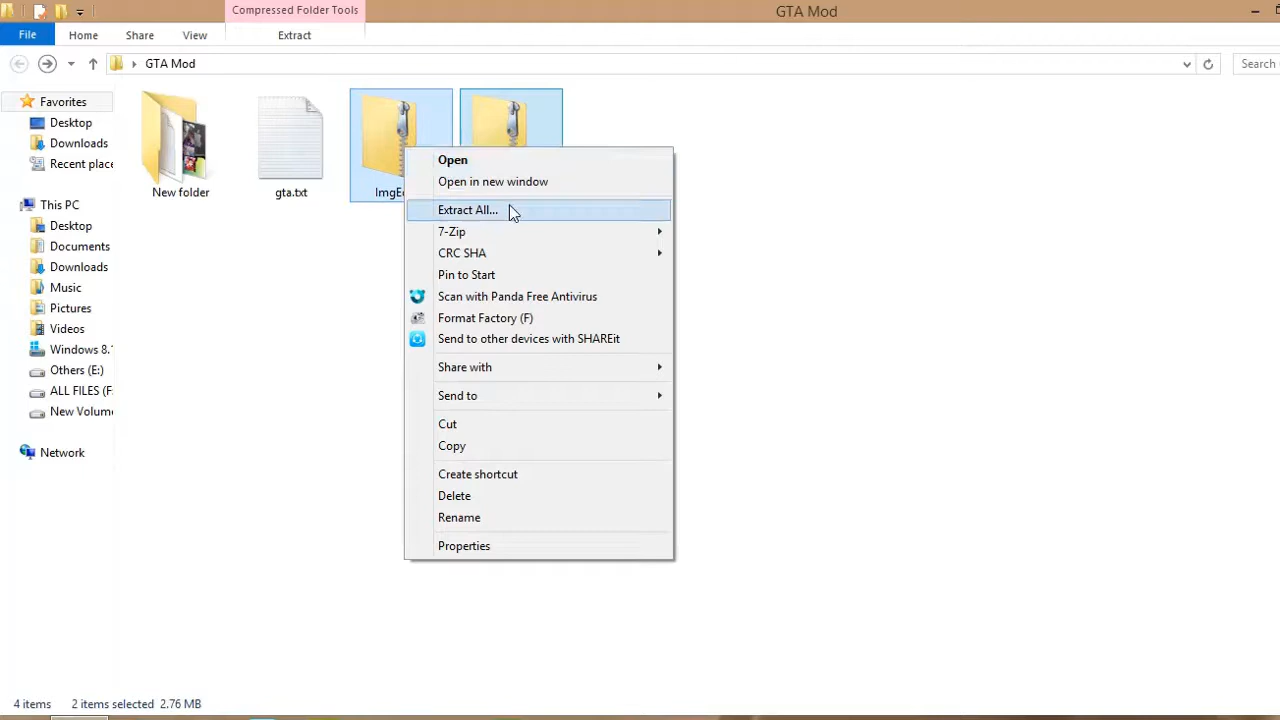 Compressed Folder Tools
GTA Mod
File
Home
Share
View
Extract
GTA Mod
Search
Favorites
Desktop
Downloads
Recent place
This PC
Desktop
Documents
Downloads
Music
Pictures
Videos
Windows 8.
Others (E:)
ALL FILES (F:
New Volum
Network
New folder
gta.txt
ImgE
Open
Open in new window
Extract All...
7-Zip
CRC SHA
Pin to Start
Scan with Panda Free Antivirus
Format Factory (F)
Send to other devices with SHAREit
Share with
Send to
Cut
Copy
Create shortcut
Delete
Rename
Properties
4 items
2 items selected 2.76 MB